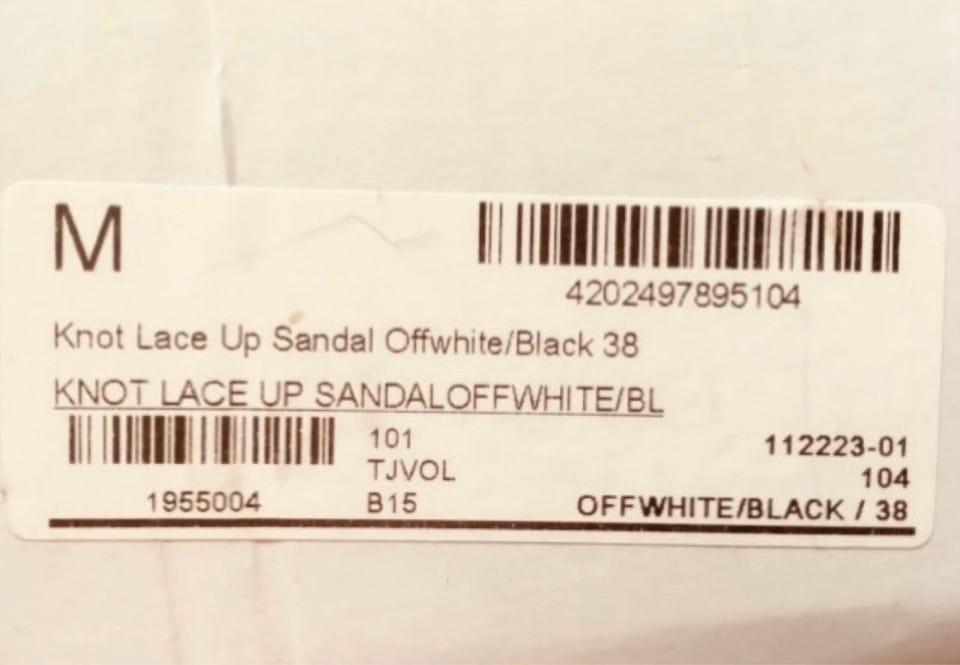 M
4202497895104
Knot Lace Up Sandal Offwhite/Black 38
KNOT LACE UP SANDALOFFWHITE/BL
101
112223-01
TJVOL
104
1955004
B15
OFFWHITE/BLACK / 38